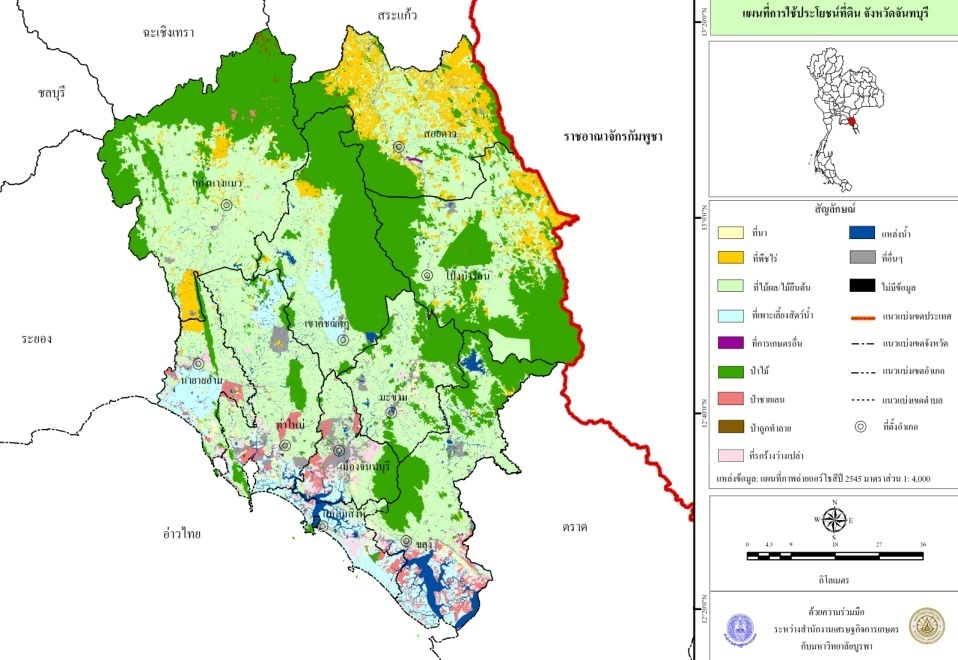 แผนที่การใช้ประโยชน์ที่ดิน จังหวัดจันทบุรี
สระแก้ว
ฉะเชิงเทรา
ชลบุรี
ราชอาณาจักรกัมพูชา
สอยดาว
แก่งหางแมว
โป่งน้ำร้อน
เขาคิชฌกูฏ
ระยอง
นายายอาม
มะขาม
ท่าใหม่
เมืองจันทบุรี
แหลมสิงห์
ขลุง
อ่าวไทย
ตราด
13°20'0"N
13°0'0"N
12°40'0"N
12°20'0"N
สัญลักษณ์
ที่นา
ที่พืชไร่
ที่ไม้ผล/ไม้ยืนต้น
ที่เพาะเลี้ยงสัตว์น้ำ
ที่การเกษตรอื่น
ป่าไม้
ป่าชายเลน
ป่าถูกทำลาย
ที่รกร้างว่างเปล่า
แหล่งน้ำ
ที่อื่นๆ
ไม่มีข้อมูล
แนวแบ่งเขตประเทศ
แนวแบ่งเขตจังหวัด
แนวแบ่งเขตอำเภอ
แนวแบ่งเขตตำบล
ที่ตั้งอำเภอ
แหล่งข้อมูล: แผนที่ภาพถ่ายออร์โธสีปี 2545 มาตราส่วน 1: 4,000
N
W E
S
0 4.5 9 18 27 36
กิโลเมตร
ด้วยความร่วมมือ
ระหว่างสำนักงานเศรษฐกิจการเกษตร
กับมหาวิทยาลัยบูรพา